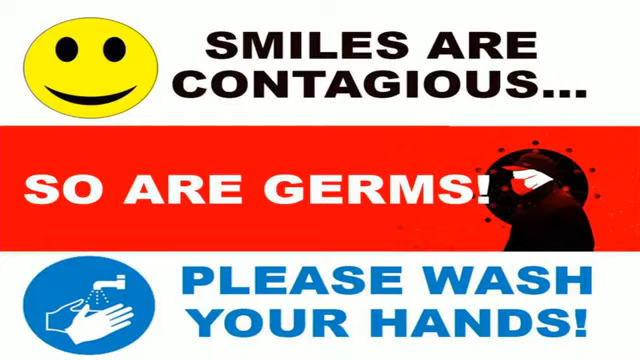 SMILES ARE
CONTAGIOUS...
SO ARE GERMS!
PLEASE WASH
YOUR HANDS!